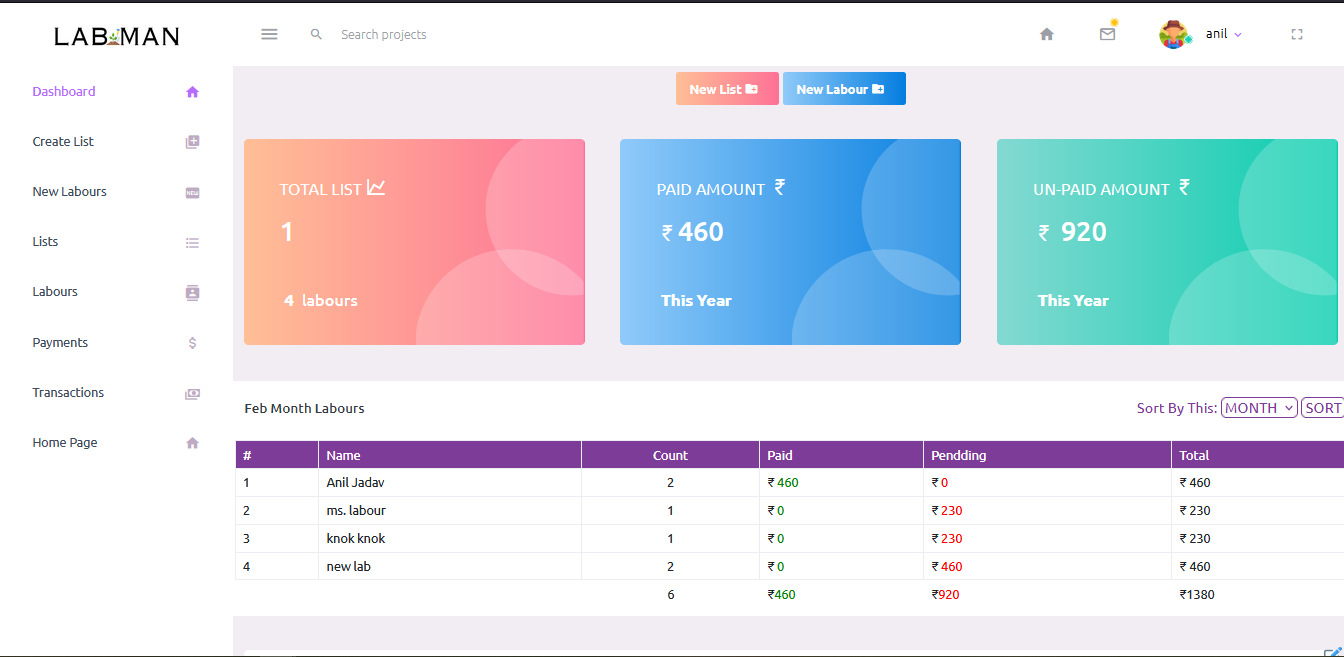 LABMAN
Search projects
anil
Dashboard
Create List
New Labours
NEW
Lists
Labours
Payments
$
Transactions
Home Page
New List
New Labour
TOTAL LIST
1
4 labours
PAID AMOUNT ₹
₹ 460
This Year
UN-PAID AMOUNT ₹
₹ 920
This Year
Feb Month Labours
Sort By This: MONTH SORT
# Name Count Paid Pendding Total
1 Anil Jadav 2 ₹ 460 ₹ 0 ₹ 460
2 ms. labour 1 ₹ 0 ₹ 230 ₹ 230
3 knok knok 1 ₹ 0 ₹ 230 ₹ 230
4 new lab 2 ₹ 0 ₹ 460 ₹ 460
6 ₹460 ₹920 ₹1380